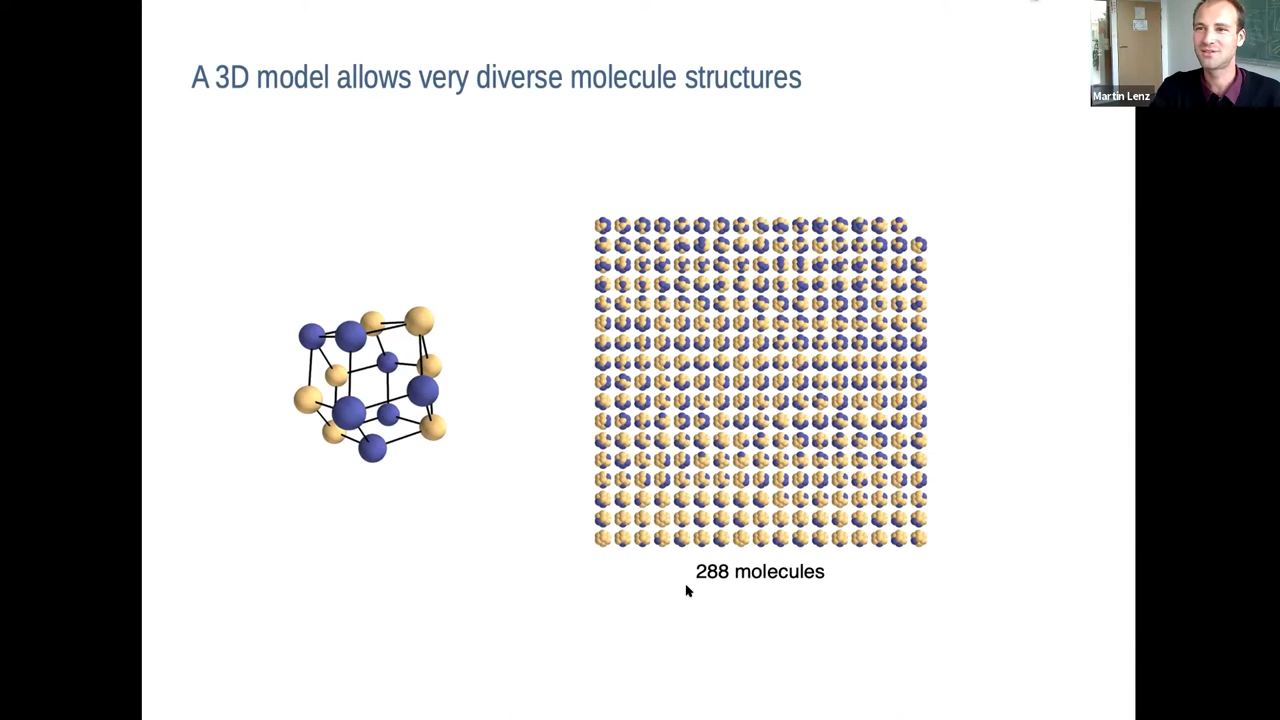 A 3D model allows very diverse molecule structures
Martin Lenz
288 molecules